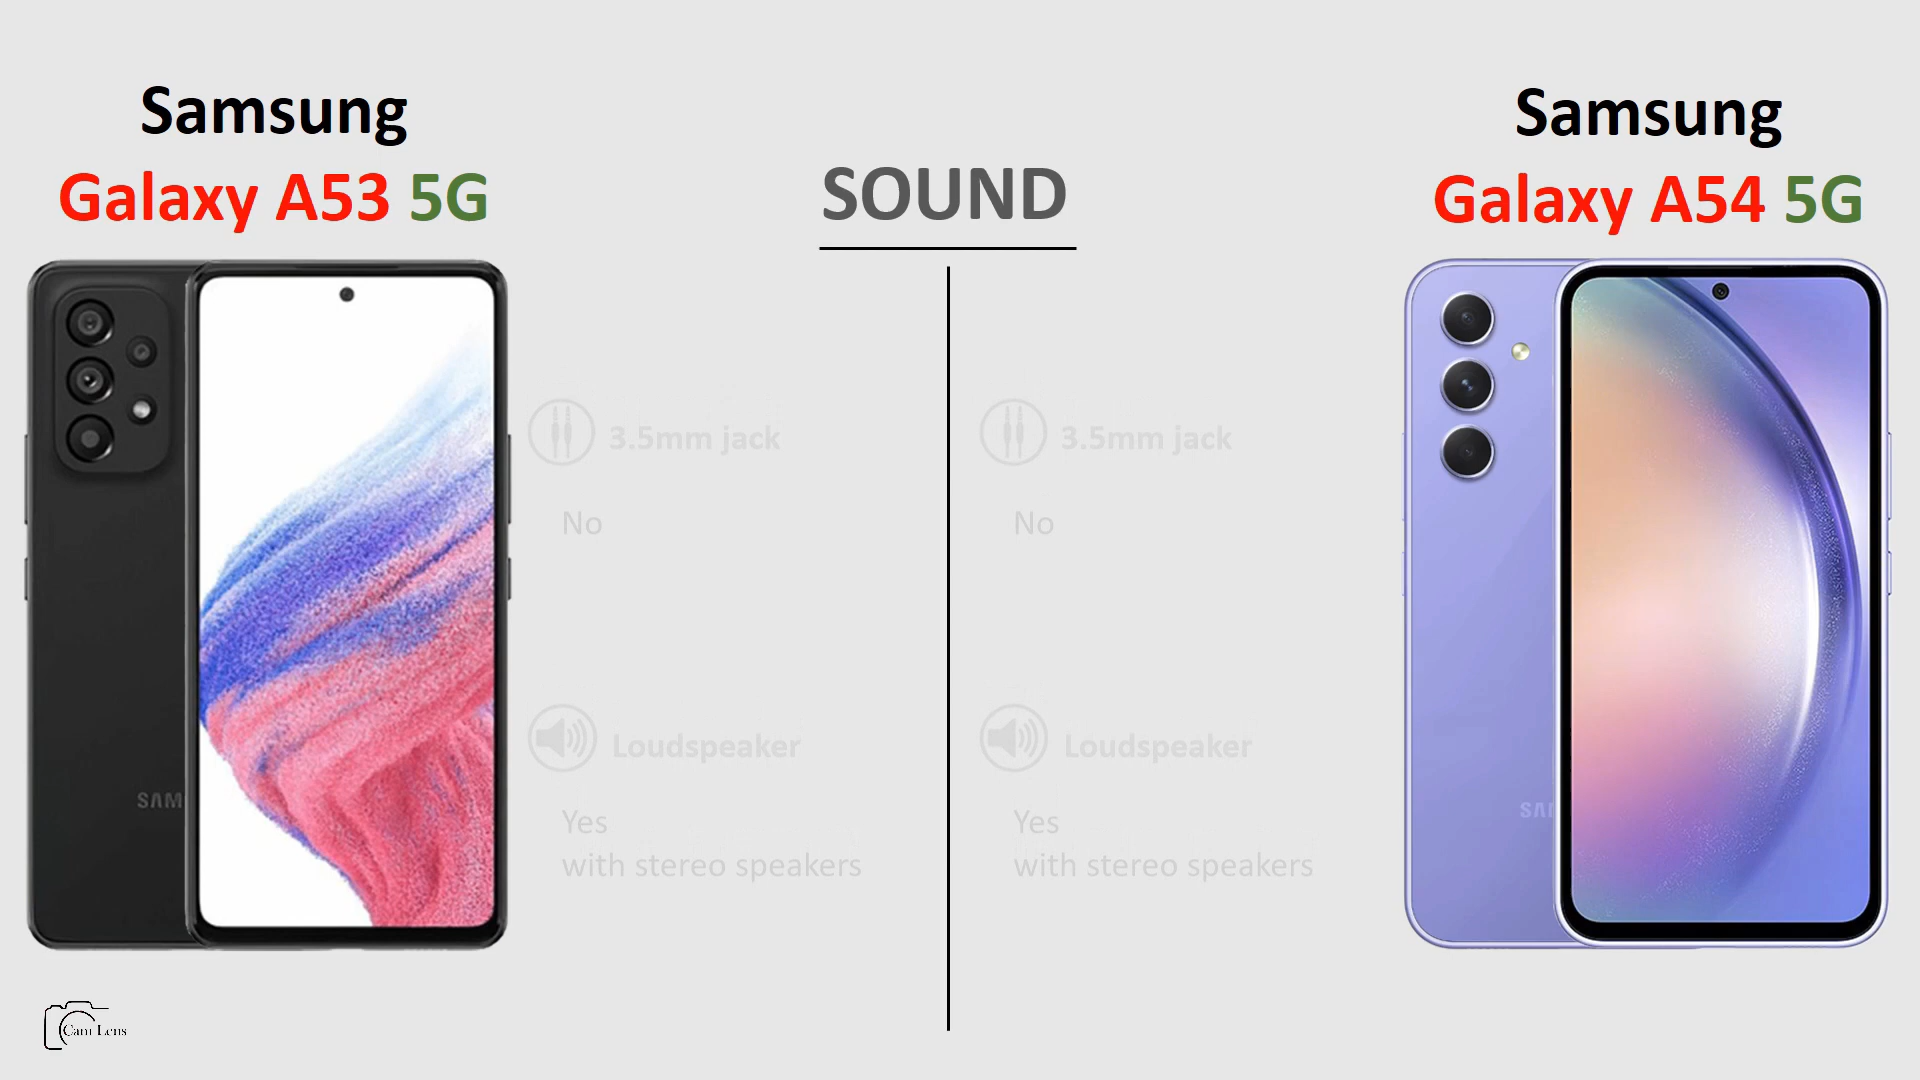 Samsung
Galaxy A53 5G
SOUND
Samsung
Galaxy A54 5G
3.5mm jack
No
Loudspeaker
Yes
with stereo speakers
3.5mm jack
No
Loudspeaker
Yes
with stereo speakers
SAM
SA
Cam Lens